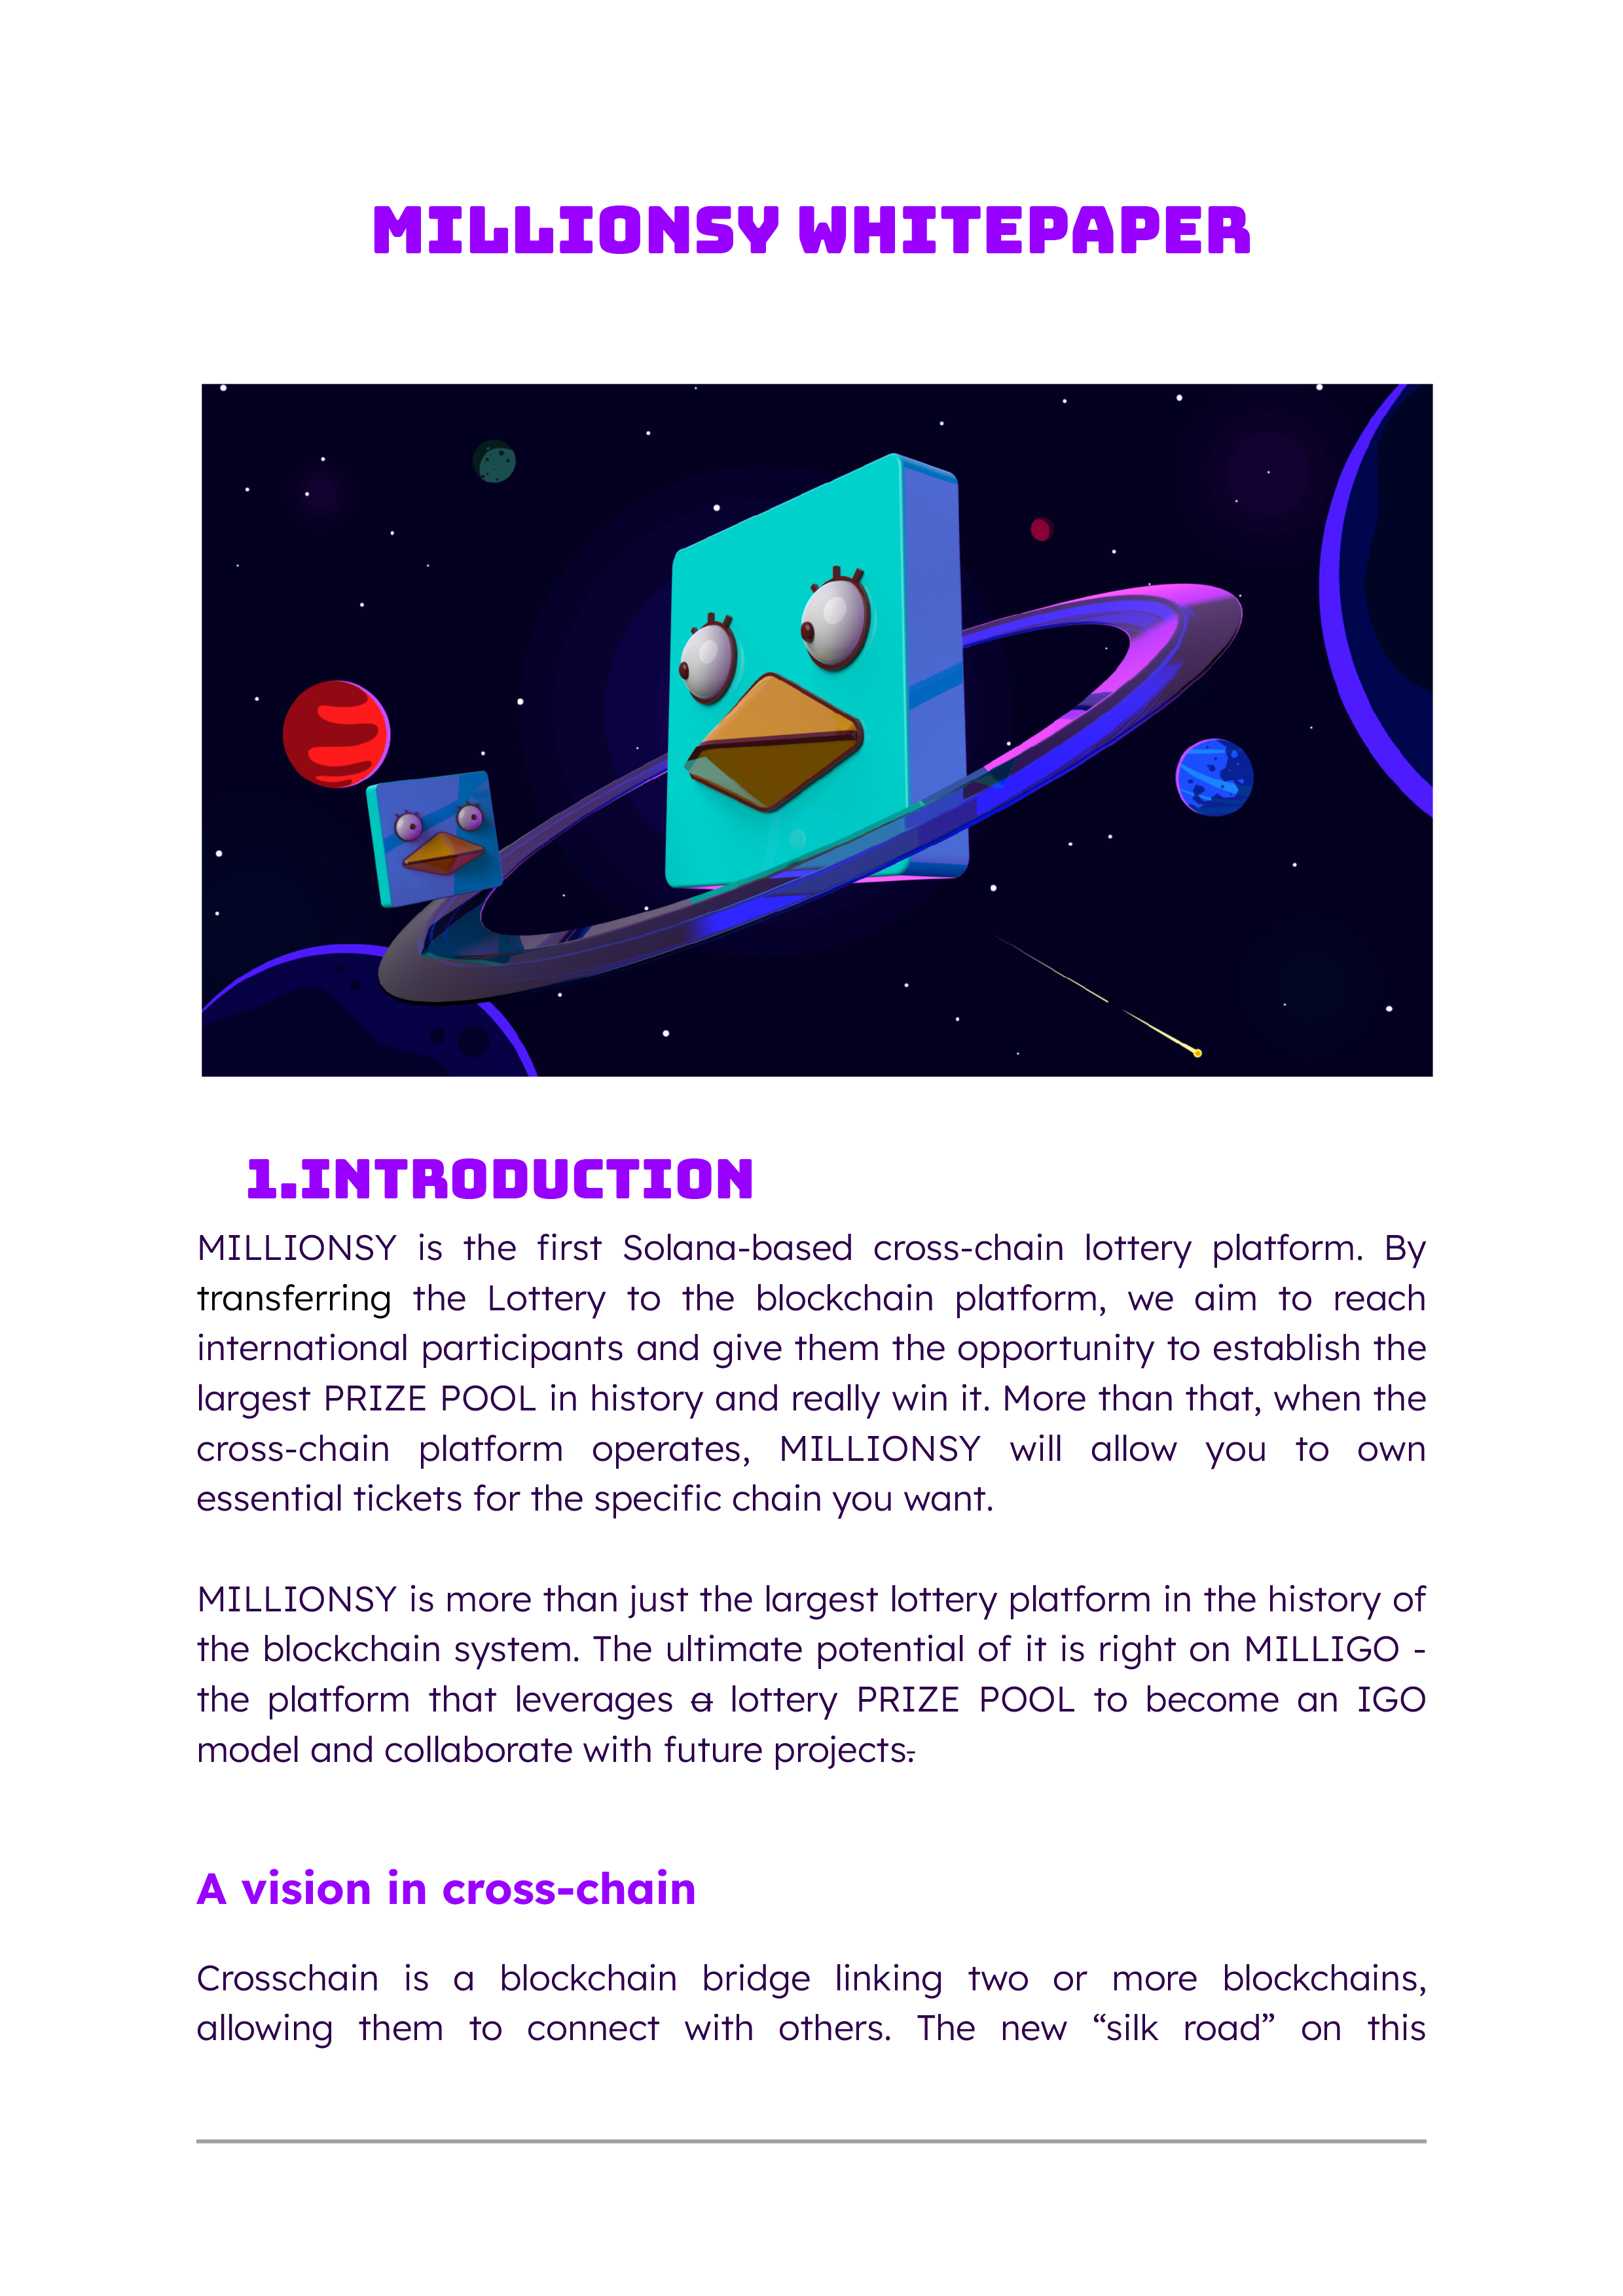 MILLIONSY WHITEPAPER
1.INTRODUCTION
MILLIONSY is the first Solana-based cross-chain lottery platform. By
transferring the Lottery to the blockchain platform, we aim to reach
international participants and give them the opportunity to establish the
largest PRIZE POOL in history and really win it. More than that, when the
cross-chain platform operates, MILLIONSY will allow you to own
essential tickets for the specific chain you want.
MILLIONSY is more than just the largest lottery platform in the history of
the blockchain system. The ultimate potential of it is right on MILLIGO -
the platform that leverages a lottery PRIZE POOL to become an IGO
model and collaborate with future projects.
A vision in cross-chain
Crosschain is a blockchain bridge linking two or more blockchains,
allowing them to connect with others. The new “silk road” on this